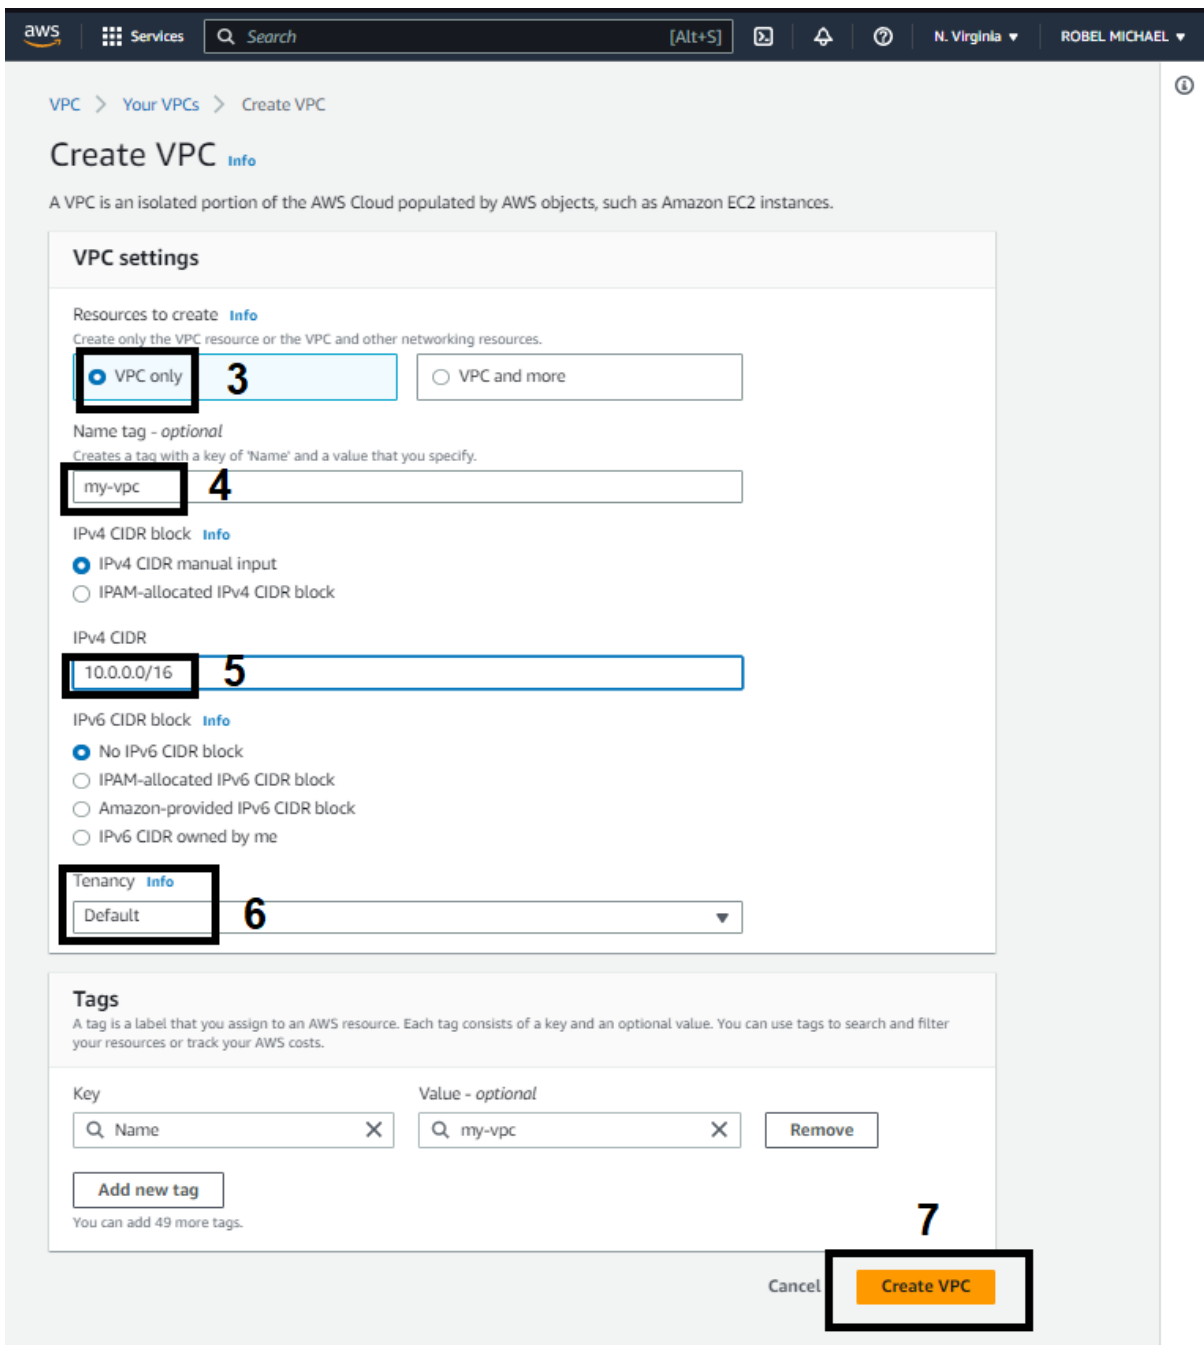 aws Services Search [Alt+S] N. Virginia ROBEL MICHAEL
VPC > Your VPCs > Create VPC
Create VPC Info
A VPC is an isolated portion of the AWS Cloud populated by AWS objects, such as Amazon EC2 instances.
VPC settings
Resources to create Info
Create only the VPC resource or the VPC and other networking resources.
VPC only 3 VPC and more
Name tag - optional
Creates a tag with a key of 'Name' and a value that you specify.
my-vpc 4
IPv4 CIDR block Info
IPv4 CIDR manual input
IPAM-allocated IPv4 CIDR block
IPv4 CIDR
10.0.0.0/16 5
IPv6 CIDR block Info
No IPv6 CIDR block
IPAM-allocated IPv6 CIDR block
Amazon-provided IPv6 CIDR block
IPv6 CIDR owned by me
Tenancy Info
Default 6
Tags
A tag is a label that you assign to an AWS resource. Each tag consists of a key and an optional value. You can use tags to search and filter
your resources or track your AWS costs.
Key Value - optional
Name my-vpc Remove
Add new tag
You can add 49 more tags.
7
Cancel Create VPC